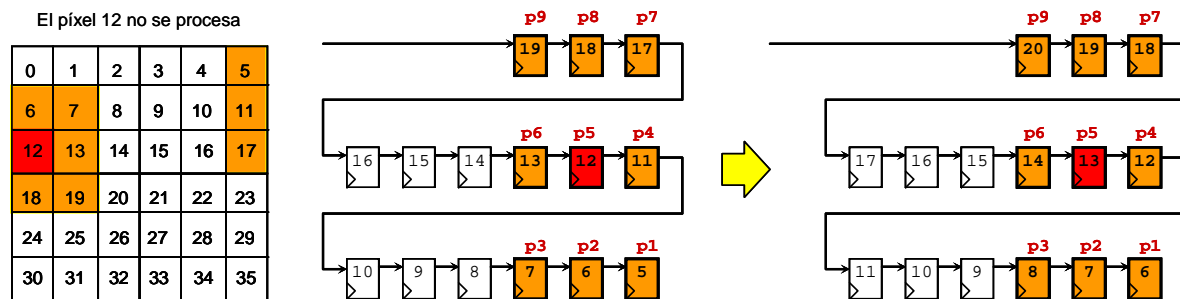 El píxel 12 no se procesa
0 1 2 3 4 5
6 7 8 9 10 11
12 13 14 15 16 17
18 19 20 21 22 23
24 25 26 27 28 29
30 31 32 33 34 35
p9 p8 p7
19 18 17
p6 p5 p4
16 15 14 13 12 11
p3 p2 p1
10 9 8 7 6 5
p9 p8 p7
20 19 18
p6 p5 p4
17 16 15 14 13 12
p3 p2 p1
11 10 9 8 7 6